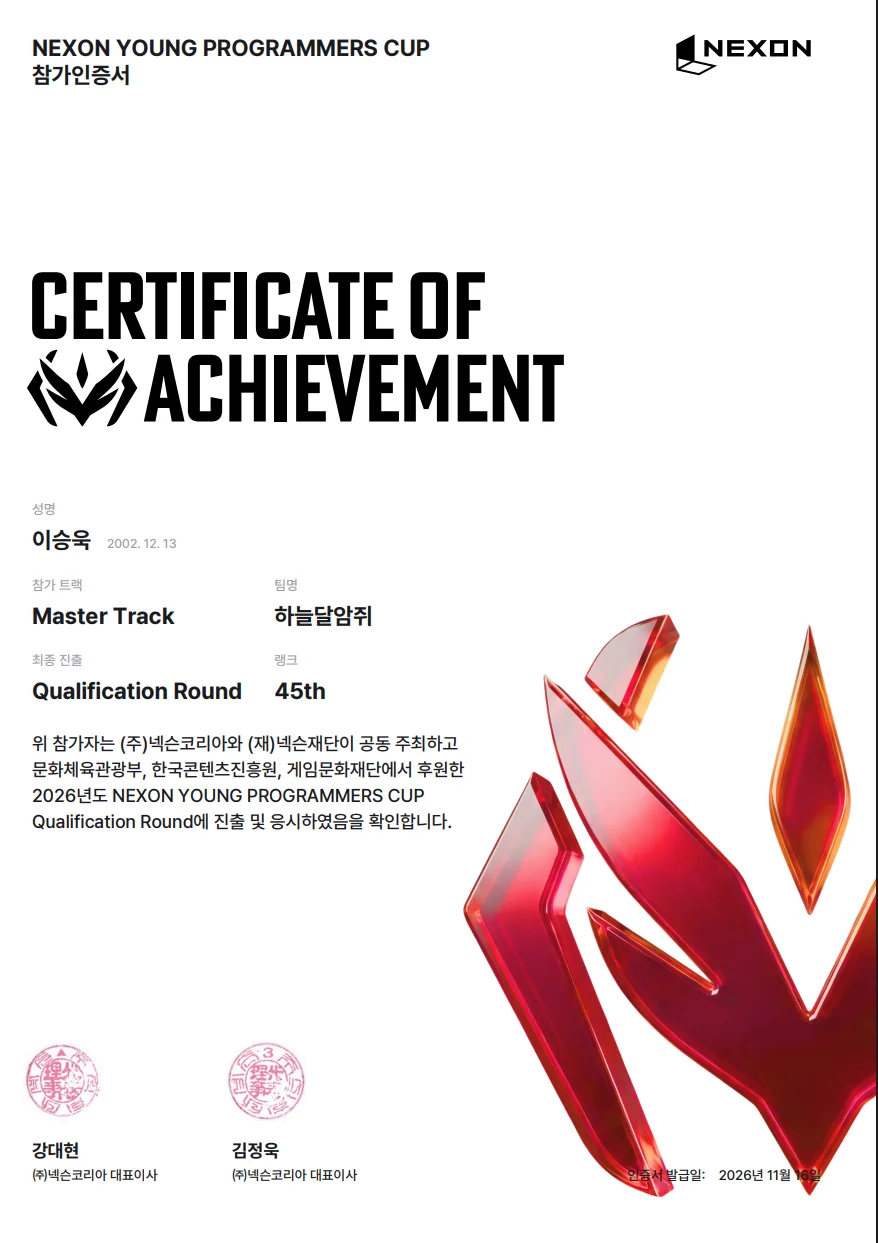 NEXON YOUNG PROGRAMMERS CUP
참가인증서
NEXON
CERTIFICATE OF
ACHIEVEMENT
성명
이승욱 2002. 12. 13
참가 트랙 팀명
Master Track 하늘달암쥐
최종 진출 랭크
Qualification Round 45th
위 참가자는 (주)넥슨코리아와 (재)넥슨재단이 공동 주최하고
문화체육관광부, 한국콘텐츠진흥원, 게임문화재단에서 후원한
2026년도 NEXON YOUNG PROGRAMMERS CUP
Qualification Round에 진출 및 응시하였음을 확인합니다.
강대현 김정욱
㈜넥슨코리아 대표이사 ㈜넥슨코리아 대표이사
인증서 발급일: 2026년 11월 16일